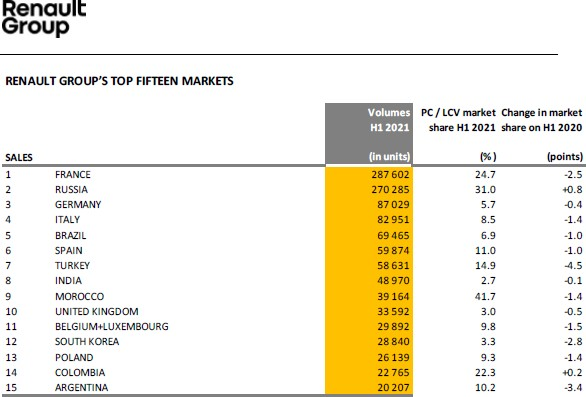 Renault
Group
RENAULT GROUP'S TOP FIFTEEN MARKETS
Volumes PC / LCV market Change in market
H1 2021 share H1 2021 share on H1 2020
SALES (in units) (%) (points)
1 FRANCE 287 602 24.7 -2.5
2 RUSSIA 270 285 31.0 +0.8
3 GERMANY 87 029 5.7 -0.4
4 ITALY 82 951 8.5 -1.4
5 BRAZIL 69 465 6.9 -1.0
6 SPAIN 59 874 11.0 -1.0
7 TURKEY 58 631 14.9 -4.5
8 INDIA 48 970 2.7 -0.1
9 MOROCCO 39 164 41.7 -1.4
10 UNITED KINGDOM 33 592 3.0 -0.5
11 BELGIUM+LUXEMBOURG 29 892 9.8 -1.5
12 SOUTH KOREA 28 840 3.3 -2.8
13 POLAND 26 139 9.3 -1.4
14 COLOMBIA 22 765 22.3 +0.2
15 ARGENTINA 20 207 10.2 -3.4